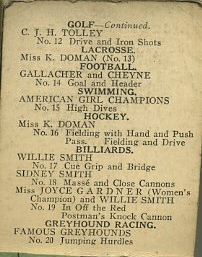 GOLF—Continued.
C. J. H. TOLLEY
No. 12 Drive and Iron Shots
LACROSSE.
Miss K. DOMAN (No. 13)
FOOTBALL.
GALLACHER and CHEYNE
No. 14 Goal and Header
SWIMMING.
AMERICAN GIRL CHAMPIONS
No. 15 High Dives
HOCKEY.
Miss K. DOMAN
No. 16 Fielding with Hand and Push
Pass. Fielding and Drive
BILLIARDS.
WILLIE SMITH
No. 17 Cue Grip and Bridge
SIDNEY SMITH
No. 18 Massé and Close Cannons
Miss JOYCE GARDNER (Women's
Champion) and WILLIE SMITH
No. 19 In Off the Red
Postman's Knock Cannon
GREYHOUND RACING.
FAMOUS GREYHOUNDS
No. 20 Jumping Hurdles